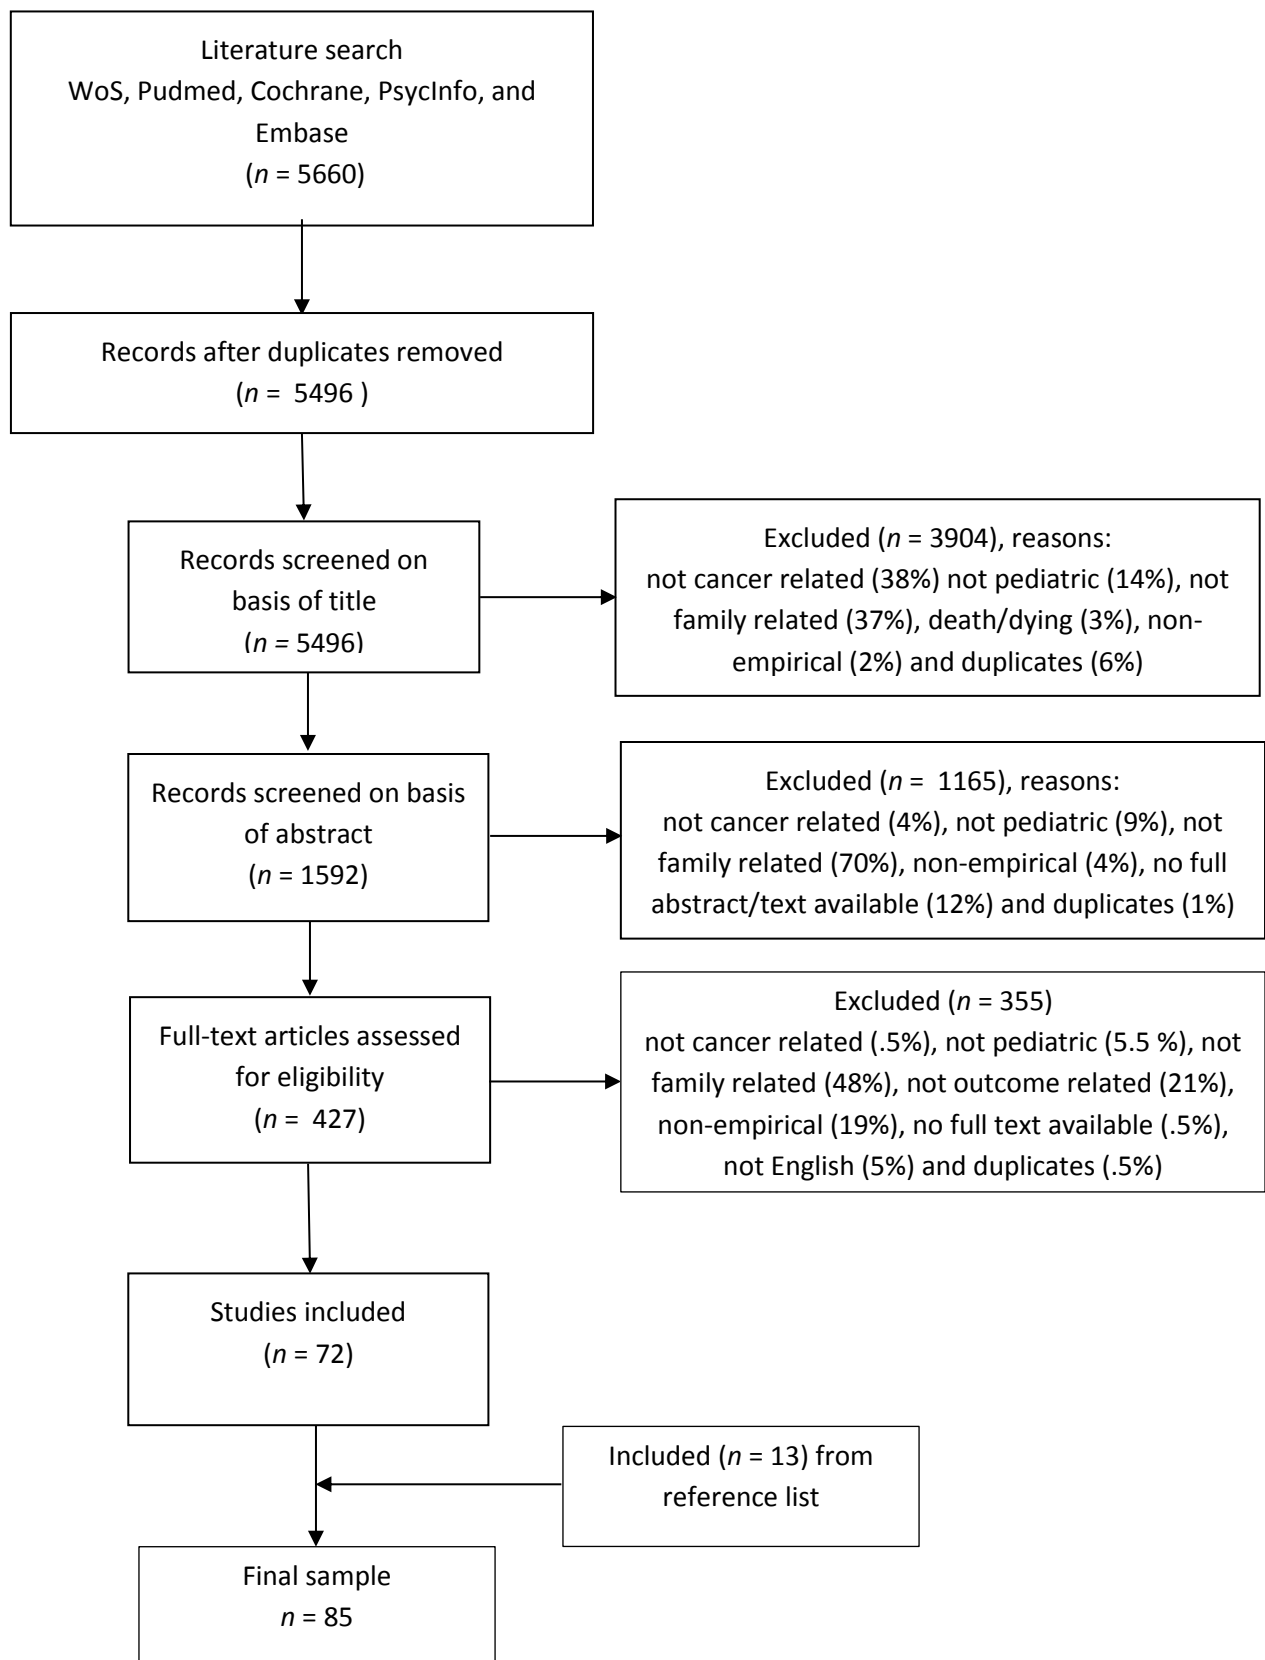 Literature search
WoS, Pudmed, Cochrane, PsycInfo, and
Embase
(n = 5660)
Records after duplicates removed
(n =  5496 )
Records screened on
basis of title
(n = 5496)
Excluded (n = 3904), reasons:
not cancer related (38%) not pediatric (14%), not
family related (37%), death/dying (3%), non-
empirical (2%) and duplicates (6%)
Records screened on basis
of abstract
(n = 1592)
Excluded (n =  1165), reasons:
not cancer related (4%), not pediatric (9%), not
family related (70%), non-empirical (4%), no full
abstract/text available (12%) and duplicates (1%)
Full-text articles assessed
for eligibility
(n =  427)
Excluded (n = 355)
not cancer related (.5%), not pediatric (5.5 %), not
family related (48%), not outcome related (21%),
non-empirical (19%), no full text available (.5%),
not English (5%) and duplicates (.5%)
Studies included
(n = 72)
Included (n = 13) from
reference list
Final sample
n = 85